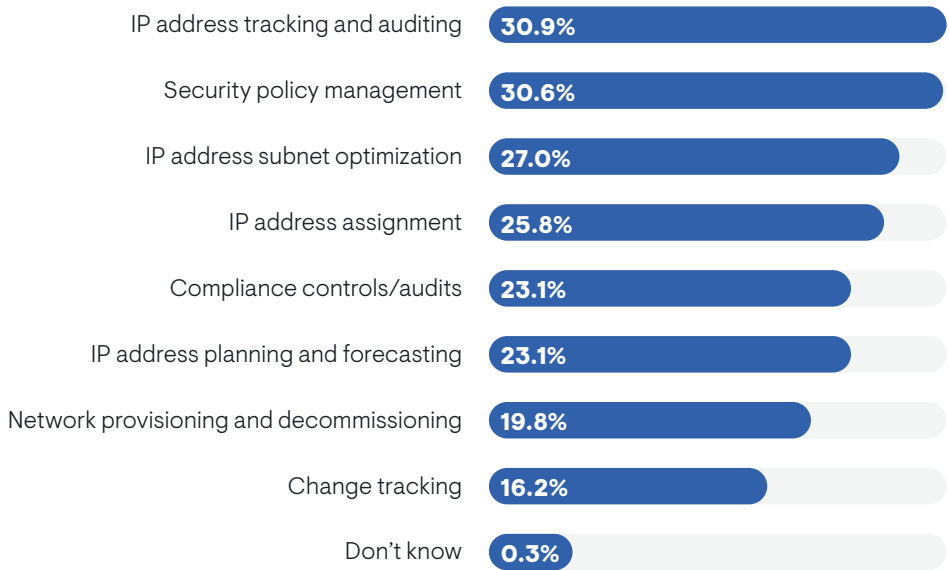 IP address tracking and auditing 30.9%
Security policy management 30.6%
IP address subnet optimization 27.0%
IP address assignment 25.8%
Compliance controls/audits 23.1%
IP address planning and forecasting 23.1%
Network provisioning and decommissioning 19.8%
Change tracking 16.2%
Don’t know 0.3%